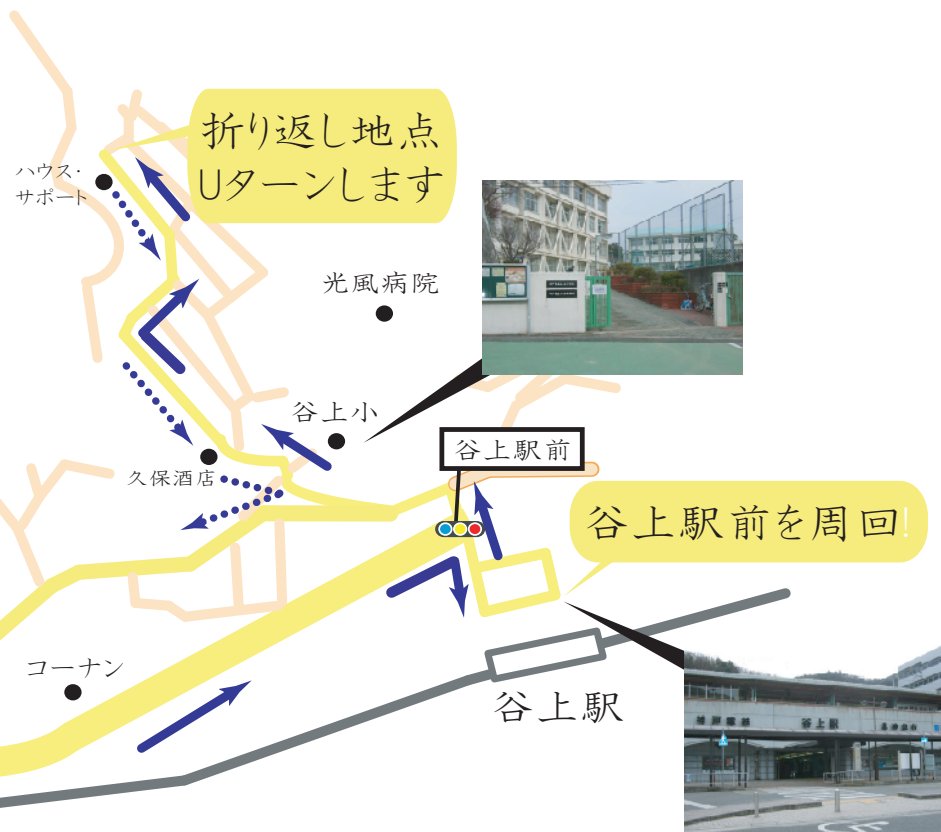 折り返し地点
Uターンします
ハウス・
サポート
光風病院
谷上小
谷上駅前
久保酒店
谷上駅前を周回!
コーナン
谷上駅
谷上駅